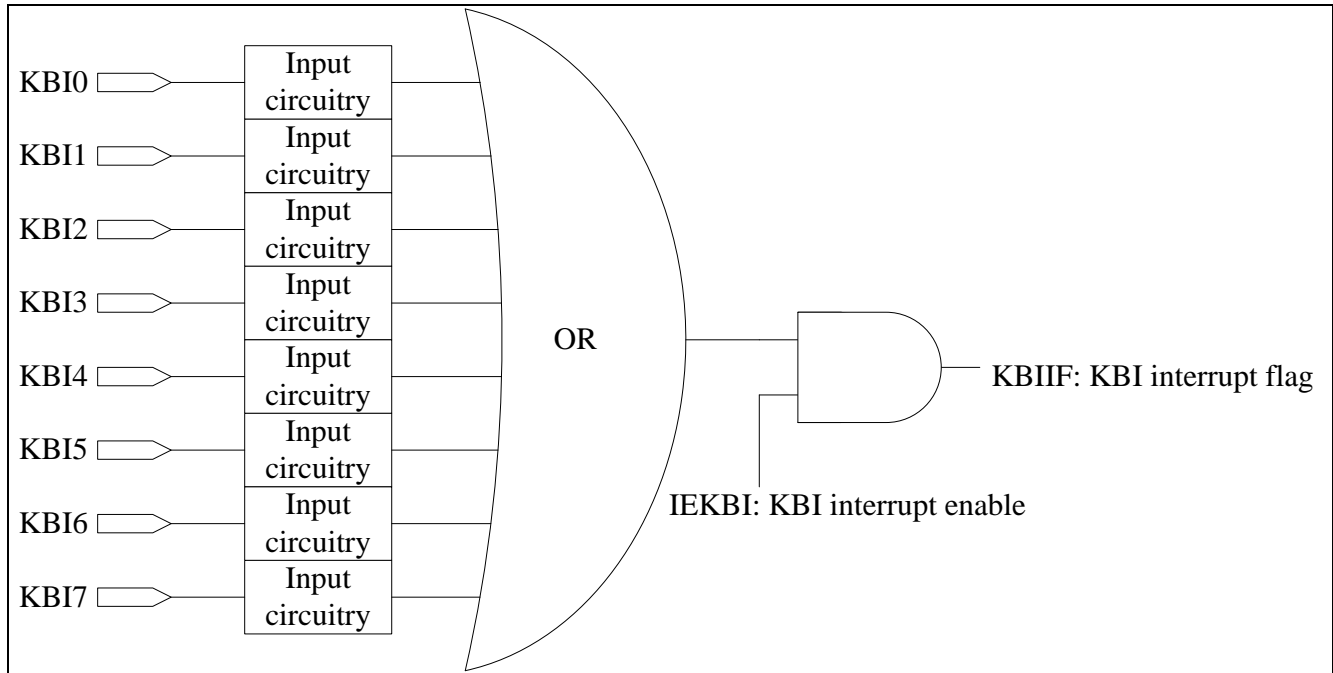 KBI0
Input
circuitry
KBI1
Input
circuitry
KBI2
Input
circuitry
KBI3
Input
circuitry
KBI4
Input
circuitry
KBI5
Input
circuitry
KBI6
Input
circuitry
KBI7
Input
circuitry
OR
KBIIF: KBI interrupt flag
IEKBI: KBI interrupt enable